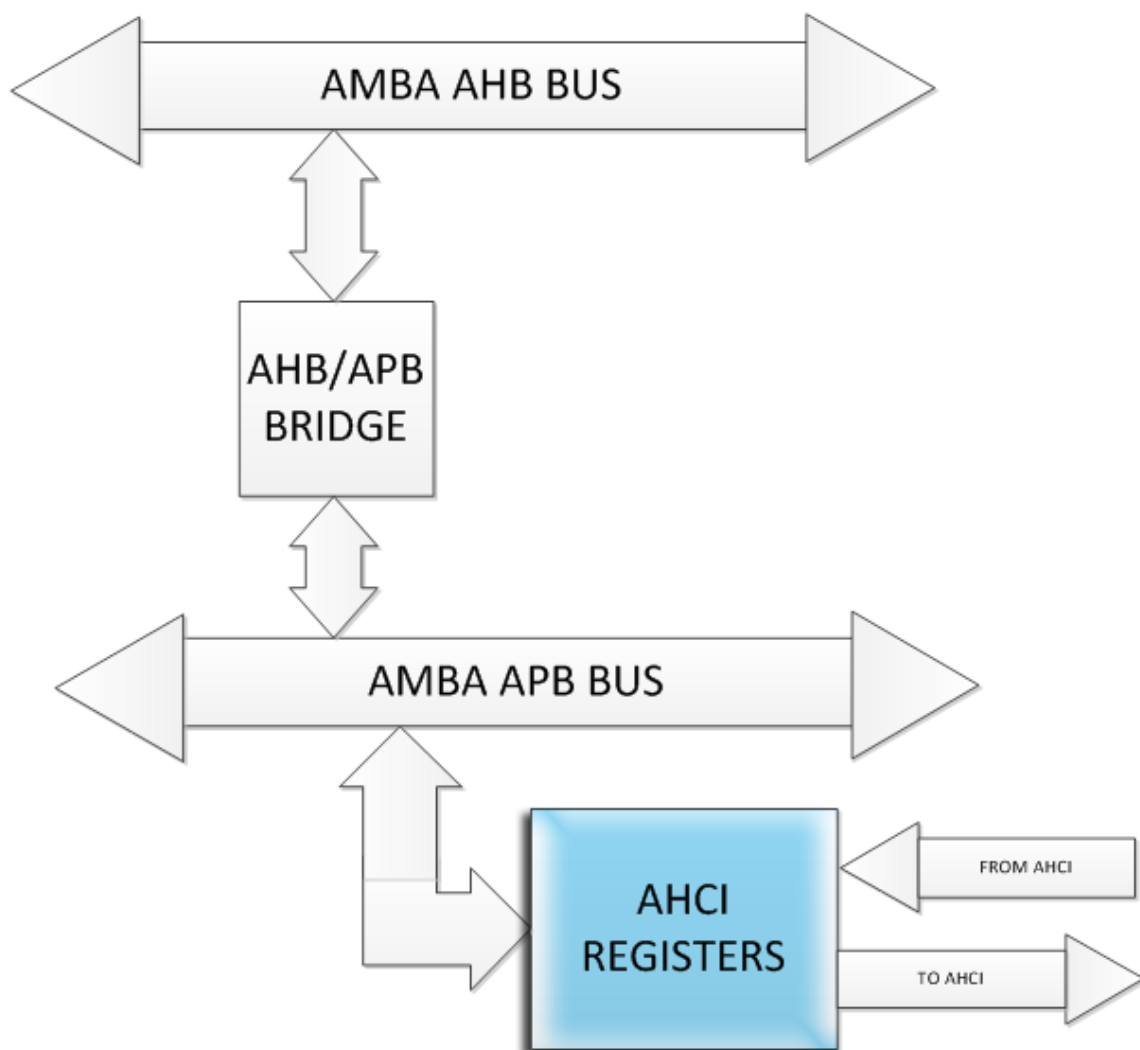 AMBA AHB BUS
AHB/APB
BRIDGE
AMBA APB BUS
AHCI
REGISTERS
FROM AHCI
TO AHCI